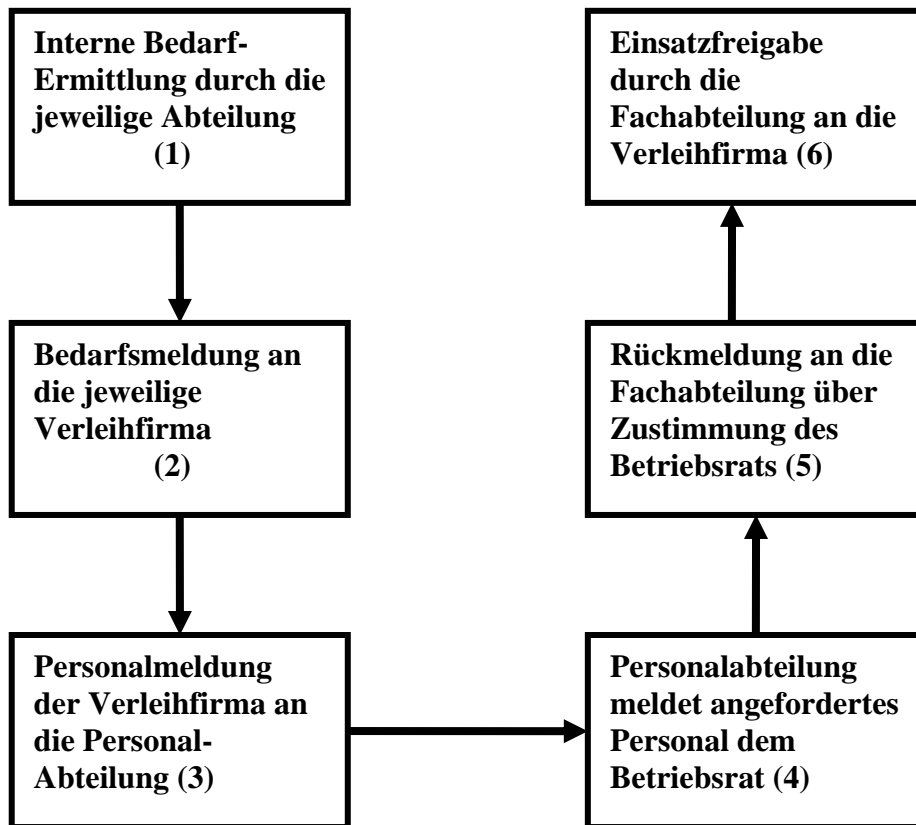 Interne Bedarf-
Ermittlung durch die
jeweilige Abteilung
(1)
Bedarfsmeldung an
die jeweilige
Verleihfirma
(2)
Personalmeldung
der Verleihfirma an
die Personal-
Abteilung (3)
Personalabteilung
meldet angefordertes
Personal dem
Betriebsrat (4)
Rückmeldung an die
Fachabteilung über
Zustimmung des
Betriebsrats (5)
Einsatzfreigabe
durch die
Fachabteilung an die
Verleihfirma (6)